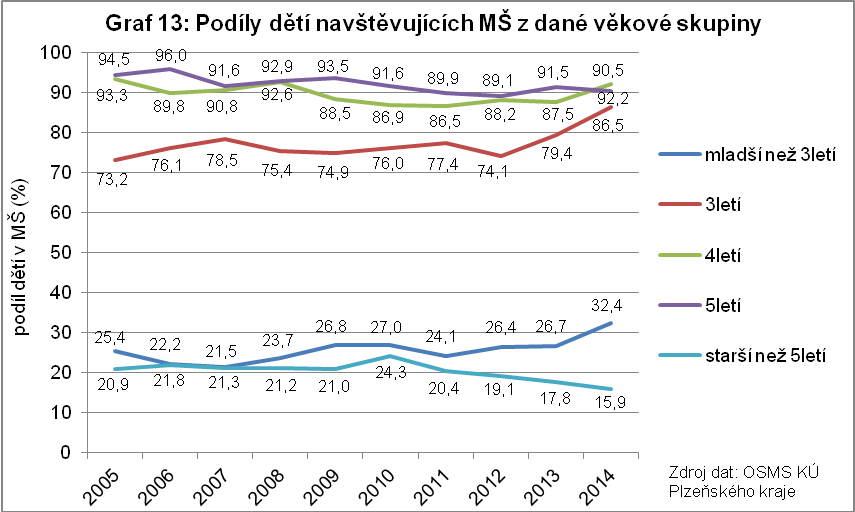 Graf 13: Podíly dětí navštěvujících MŠ z dané věkové skupiny
podíl dětí v MŠ (%)
100
90
80
70
60
50
40
30
20
10
0
94,5 96,0 91,6 92,9 93,5 91,6 89,9 89,1 91,5 90,5
93,3 89,8 90,8 92,6 88,5 86,9 86,5 88,2 87,5 92,2
73,2 76,1 78,5 75,4 74,9 76,0 77,4 74,1 79,4 86,5
25,4 22,2 21,5 23,7 26,8 27,0 24,1 26,4 26,7 32,4
20,9 21,8 21,3 21,2 21,0 24,3 20,4 19,1 17,8 15,9
2005 2006 2007 2008 2009 2010 2011 2012 2013 2014
mladší než 3letí
3letí
4letí
5letí
starší než 5letí
Zdroj dat: OSMS KÚ
Plzeňského kraje